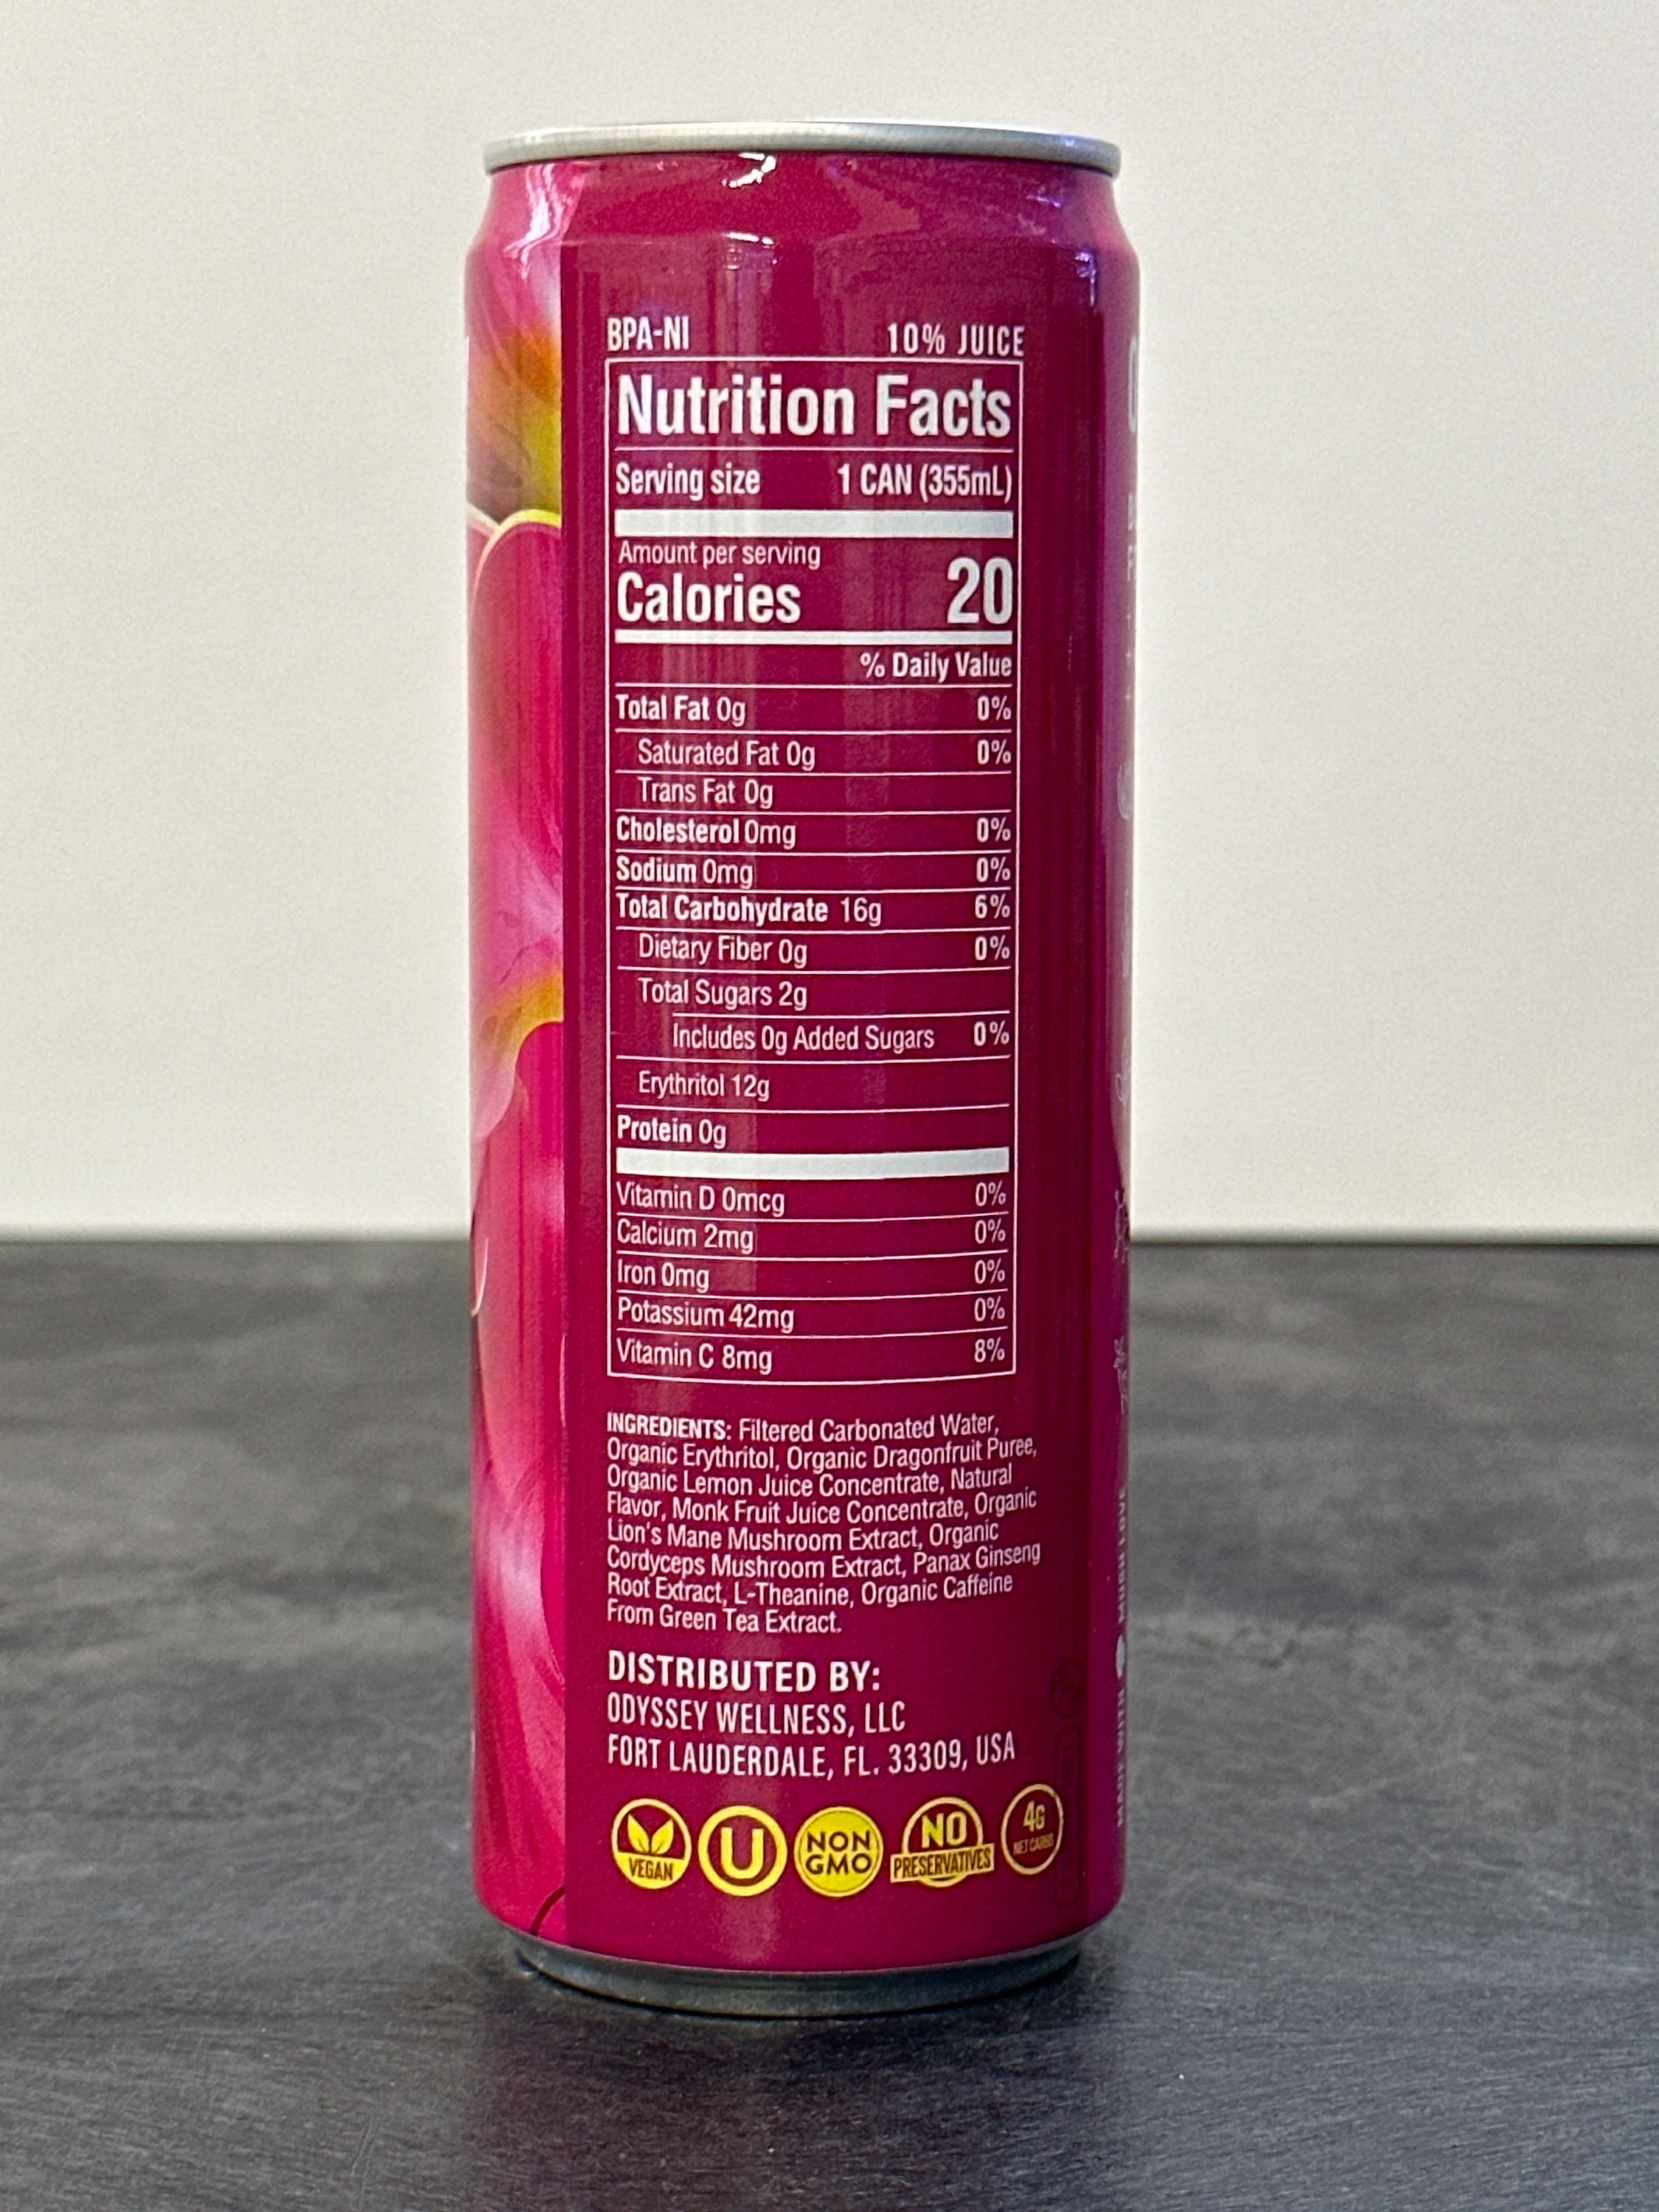 BPA-NI 10% JUICE
Nutrition Facts
Serving size 1 CAN (355mL)
Amount per serving
Calories 20
% Daily Value
Total Fat 0g 0%
Saturated Fat 0g 0%
Trans Fat 0g
Cholesterol 0mg 0%
Sodium 0mg 0%
Total Carbohydrate 16g 6%
Dietary Fiber 0g 0%
Total Sugars 2g
Includes 0g Added Sugars 0%
Erythritol 12g
Protein 0g
Vitamin D 0mcg 0%
Calcium 2mg 0%
Iron 0mg 0%
Potassium 42mg 0%
Vitamin C 8mg 8%
INGREDIENTS: Filtered Carbonated Water,
Organic Erythritol, Organic Dragonfruit Puree,
Organic Lemon Juice Concentrate, Natural
Flavor, Monk Fruit Juice Concentrate, Organic
Lion's Mane Mushroom Extract, Organic
Cordyceps Mushroom Extract, Panax Ginseng
Root Extract, L-Theanine, Organic Caffeine
From Green Tea Extract.
DISTRIBUTED BY:
ODYSSEY WELLNESS, LLC
FORT LAUDERDALE, FL. 33309, USA
VEGAN
U
NON
GMO
NO
PRESERVATIVES
4G
NET CARBS
MADE WITH MUSH LOVE